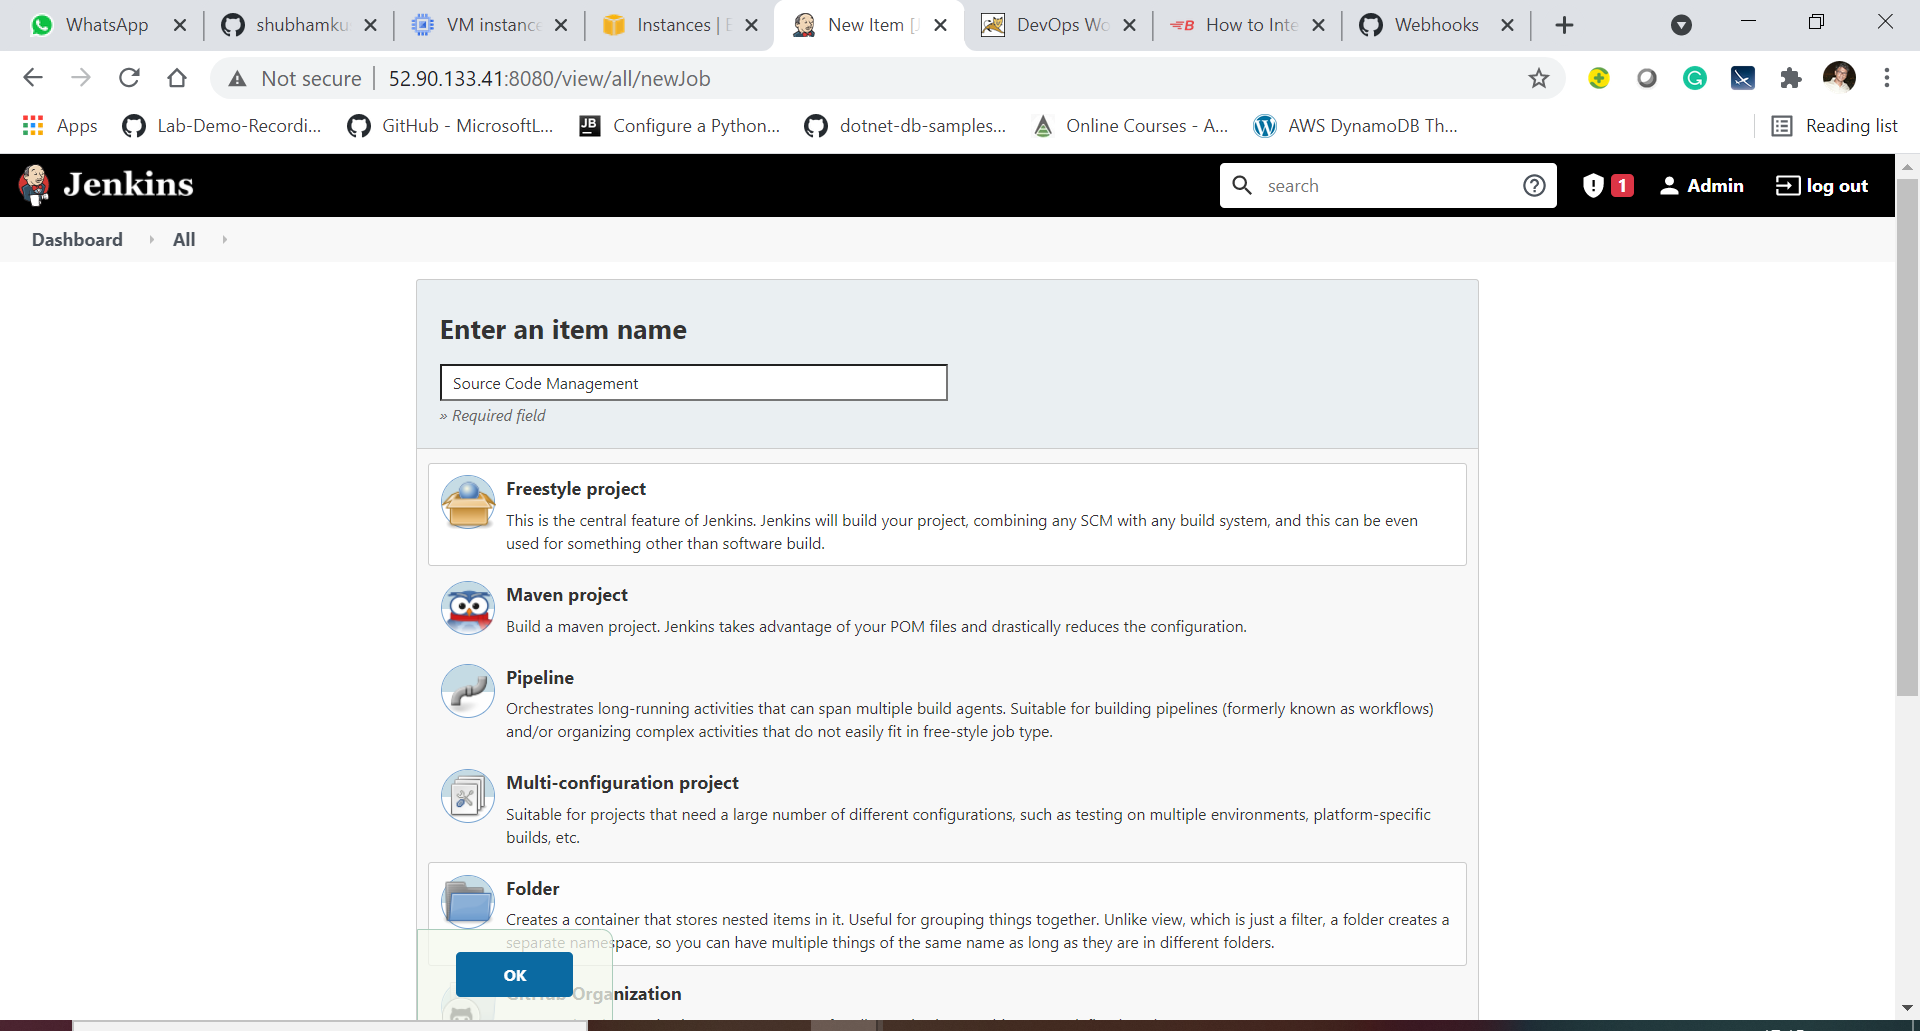 WhatsApp
shubhamku
VM instance
Instances | E
New Item [J
DevOps Wo
How to Inte
Webhooks
Not secure
52.90.133.41:8080/view/all/newJob
Apps
Lab-Demo-Recordi...
GitHub - MicrosoftL...
JB
Configure a Python...
dotnet-db-samples...
Online Courses - A...
AWS DynamoDB Th...
Reading list
Jenkins
search
1
Admin
log out
Dashboard
All
Enter an item name
Source Code Management
» Required field
Freestyle project
This is the central feature of Jenkins. Jenkins will build your project, combining any SCM with any build system, and this can be even
used for something other than software build.
Maven project
Build a maven project. Jenkins takes advantage of your POM files and drastically reduces the configuration.
Pipeline
Orchestrates long-running activities that can span multiple build agents. Suitable for building pipelines (formerly known as workflows)
and/or organizing complex activities that do not easily fit in free-style job type.
Multi-configuration project
Suitable for projects that need a large number of different configurations, such as testing on multiple environments, platform-specific
builds, etc.
Folder
Creates a container that stores nested items in it. Useful for grouping things together. Unlike view, which is just a filter, a folder creates a
separate namespace, so you can have multiple things of the same name as long as they are in different folders.
OK
GitHub Organization